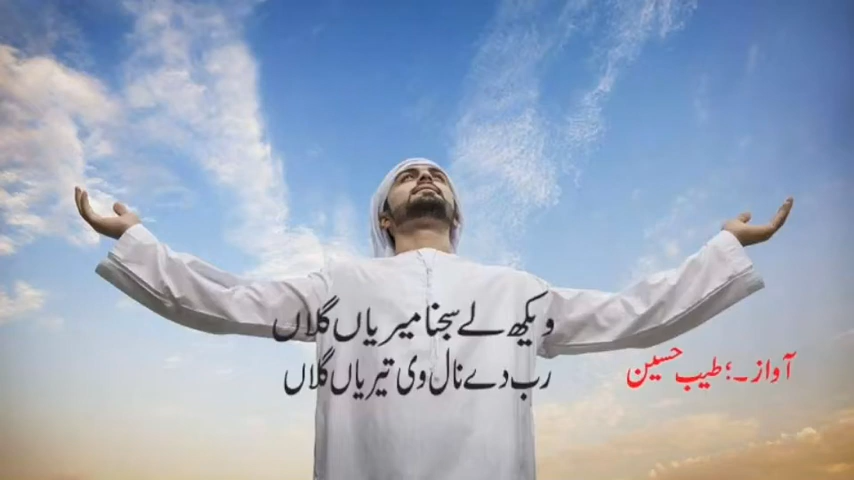 ویکھ لے سجنا میریاں گلاں
رب دے نال وی تیریاں گلاں
آواز۔؛ طیب حسین